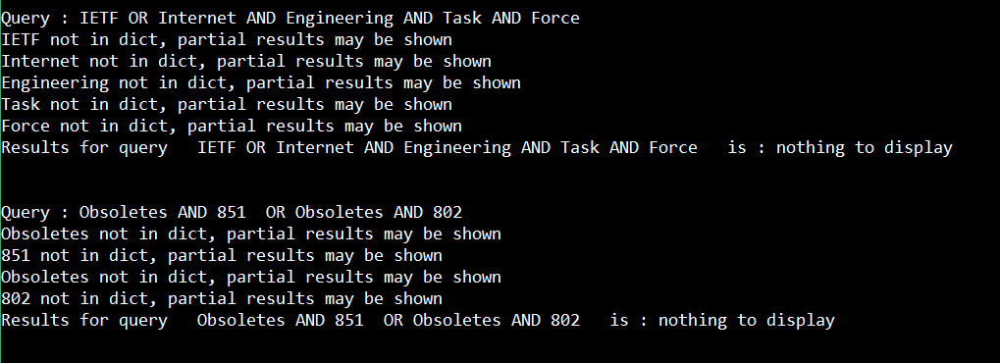 Query : IETF OR Internet AND Engineering AND Task AND Force
IETF not in dict, partial results may be shown
Internet not in dict, partial results may be shown
Engineering not in dict, partial results may be shown
Task not in dict, partial results may be shown
Force not in dict, partial results may be shown
Results for query   IETF OR Internet AND Engineering AND Task AND Force   is : nothing to display
Query : Obsoletes AND 851  OR Obsoletes AND 802
Obsoletes not in dict, partial results may be shown
851 not in dict, partial results may be shown
Obsoletes not in dict, partial results may be shown
802 not in dict, partial results may be shown
Results for query   Obsoletes AND 851  OR Obsoletes AND 802   is : nothing to display